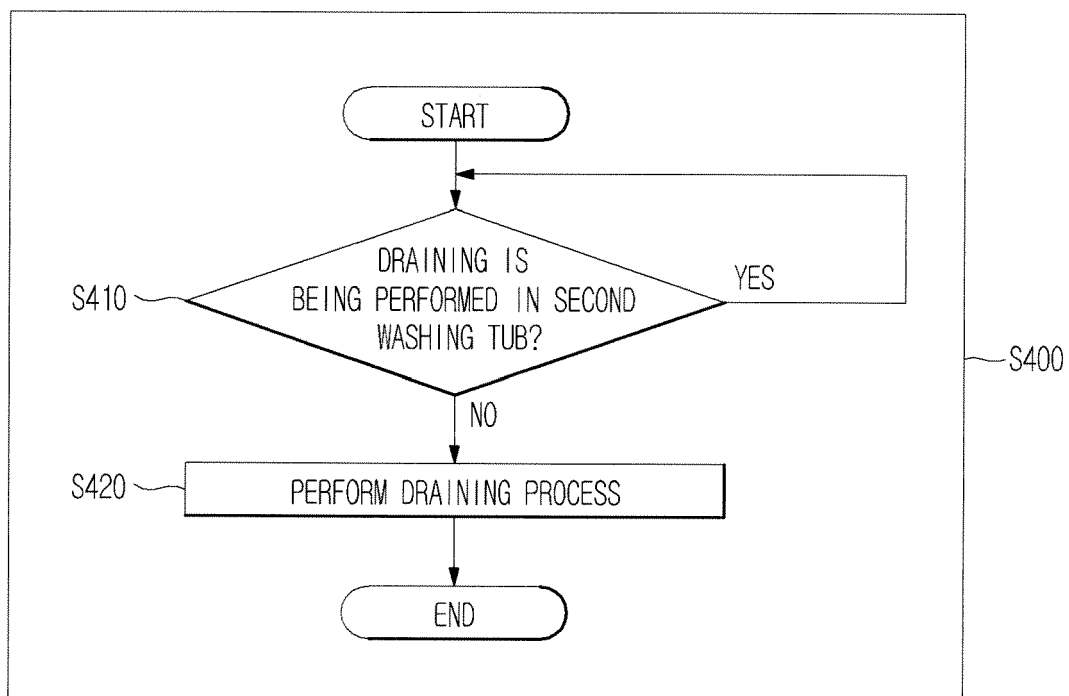 START
DRAINING IS
BEING PERFORMED IN SECOND
WASHING TUB?
YES
S410
S400
NO
S420
PERFORM DRAINING PROCESS
END